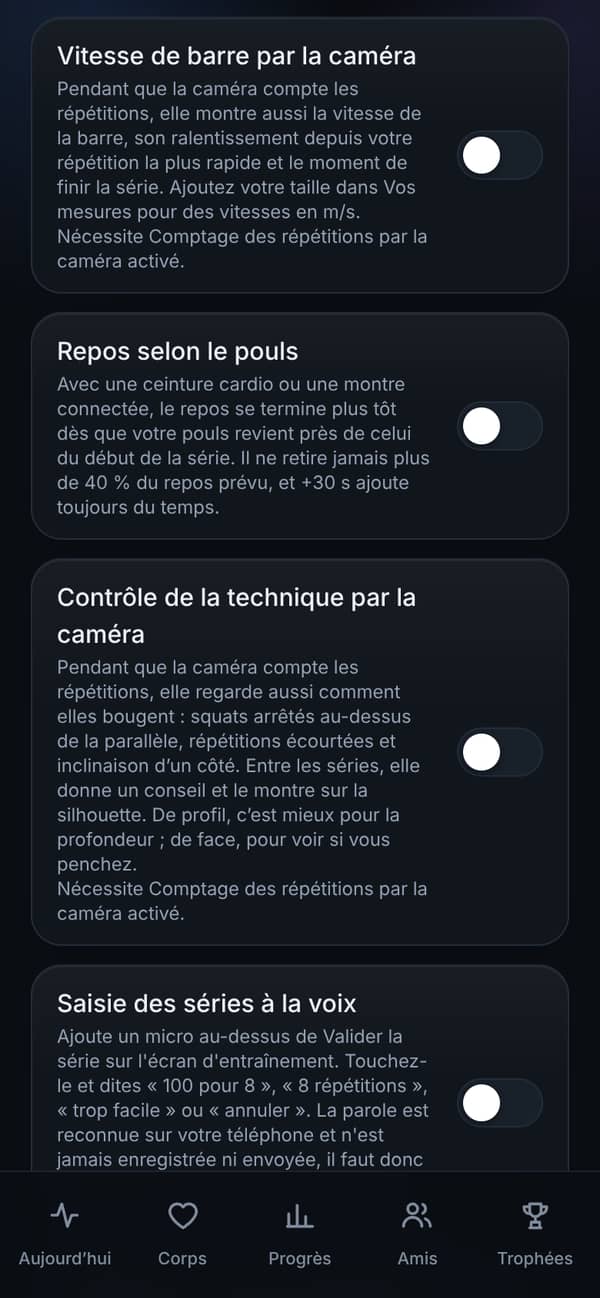 Vitesse de barre par la caméra
Pendant que la caméra compte les
répétitions, elle montre aussi la vitesse de
la barre, son ralentissement depuis votre
répétition la plus rapide et le moment de
finir la série. Ajoutez votre taille dans Vos
mesures pour des vitesses en m/s.
Nécessite Comptage des répétitions par la
caméra activé.
Repos selon le pouls
Avec une ceinture cardio ou une montre
connectée, le repos se termine plus tôt
dès que votre pouls revient près de celui
du début de la série. Il ne retire jamais plus
de 40 % du repos prévu, et +30 s ajoute
toujours du temps.
Contrôle de la technique par la
caméra
Pendant que la caméra compte les
répétitions, elle regarde aussi comment
elles bougent : squats arrêtés au-dessus
de la parallèle, répétitions écourtées et
inclinaison d’un côté. Entre les séries, elle
donne un conseil et le montre sur la
silhouette. De profil, c’est mieux pour la
profondeur ; de face, pour voir si vous
penchez.
Nécessite Comptage des répétitions par la
caméra activé.
Saisie des séries à la voix
Ajoute un micro au-dessus de Valider la
série sur l'écran d'entraînement. Touchez-
le et dites « 100 pour 8 », « 8 répétitions »,
« trop facile » ou « annuler ». La parole est
reconnue sur votre téléphone et n'est
jamais enregistrée ni envoyée, il faut donc
Aujourd’hui
Corps
Progrès
Amis
Trophées